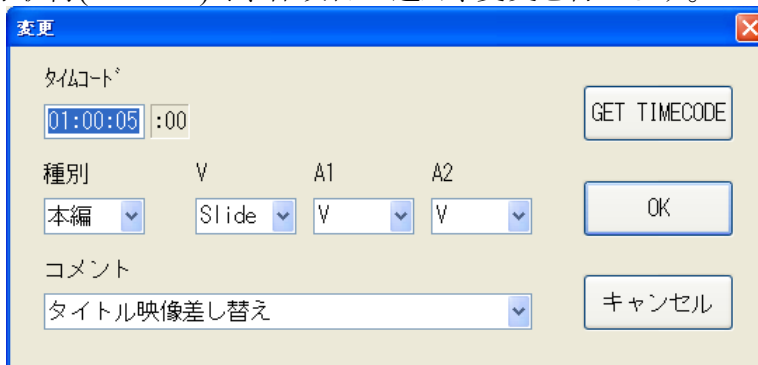 変更
ﾀｲﾑｺｰﾄﾞ
01:00:05 :00
GET TIMECODE
種別 V A1 A2
本編 Slide V V
OK
コメント
タイトル映像差し替え
キャンセル